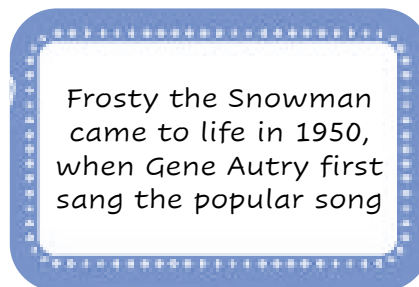 Frosty the Snowman
came to life in 1950,
when Gene Autry first
sang the popular song